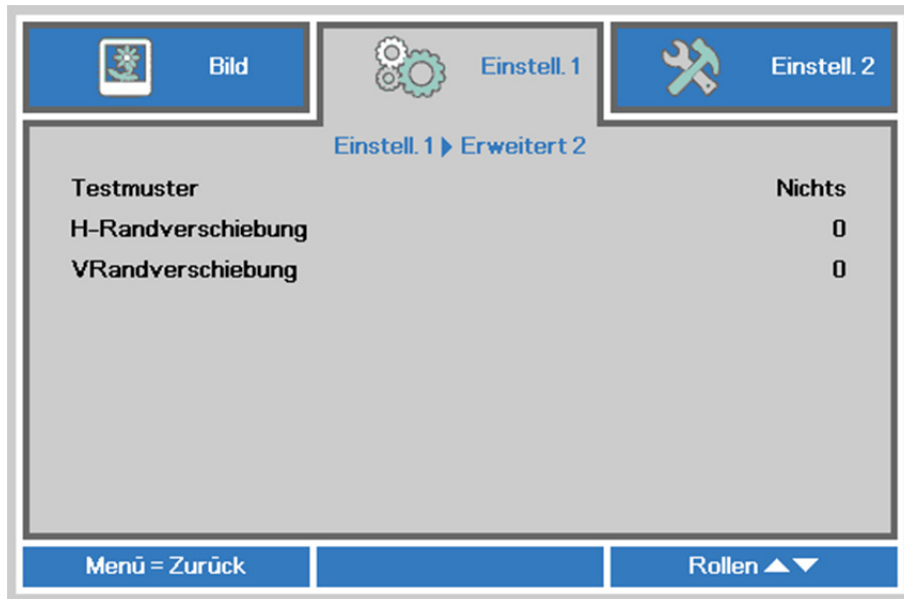 Bild
Einstell. 1
Einstell. 2
Einstell. 1 ▶ Erweitert 2
Testmuster Nichts
H-Randverschiebung 0
VRandverschiebung 0
Menü = Zurück
Rollen ▲▼